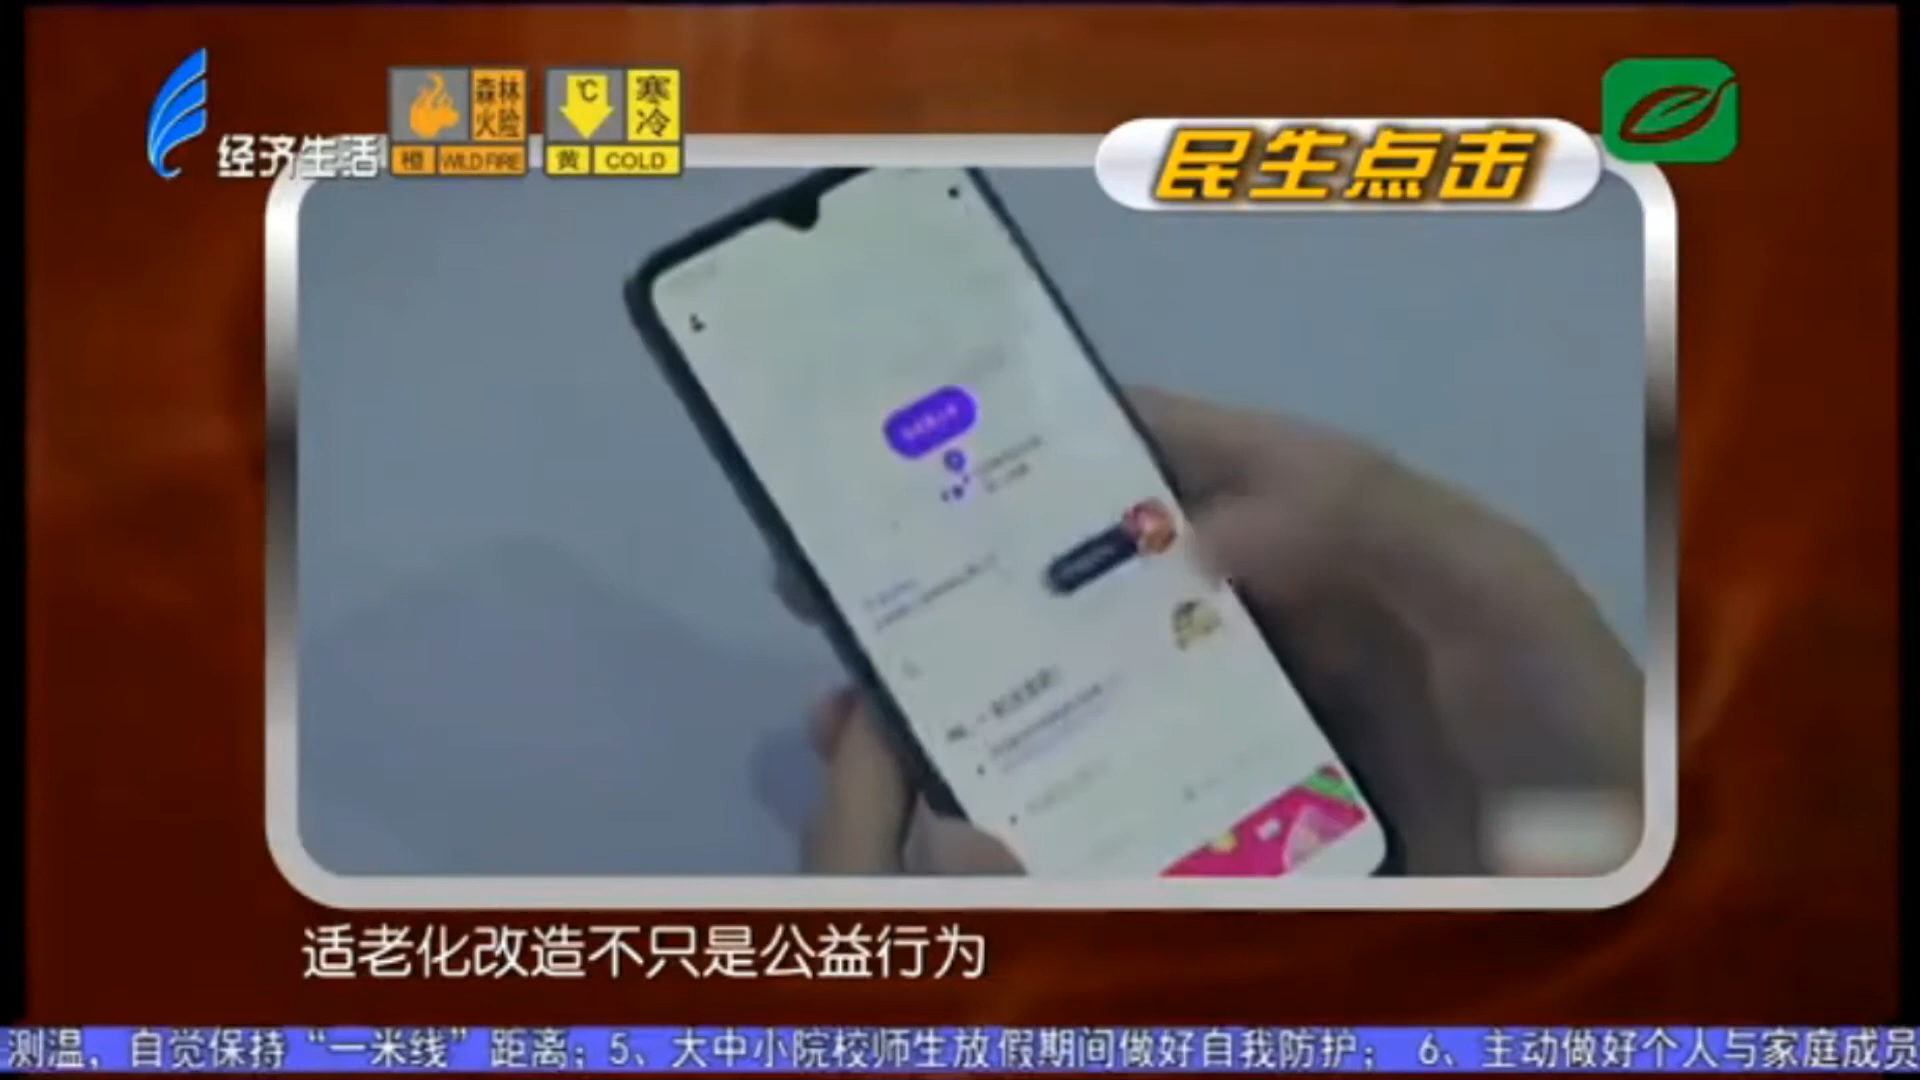 经济生活
森林火险
橙 WILD FIRE
℃ 寒冷
黄 COLD
民生点击
适老化改造不只是公益行为
测温，自觉保持“一米线”距离；5、大中小院校师生放假期间做好自我防护； 6、主动做好个人与家庭成员